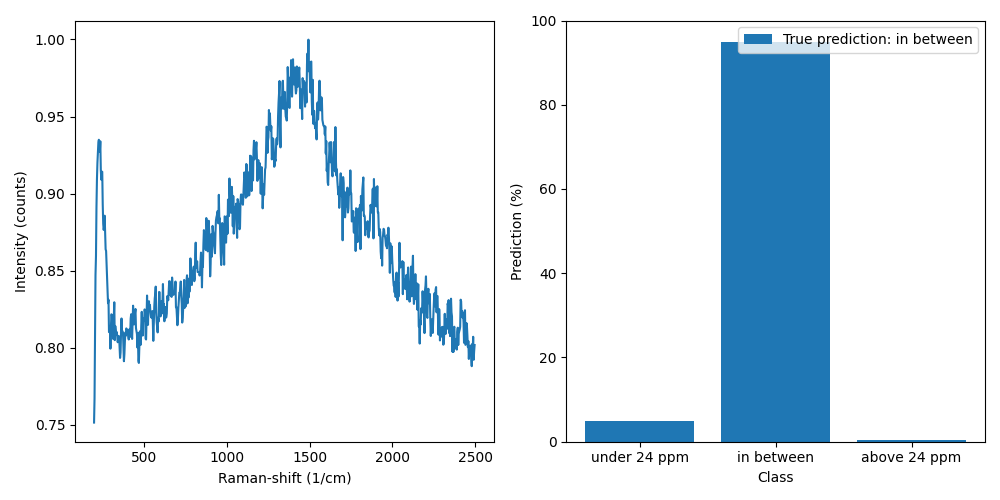 1.00
0.95
0.90
0.85
0.80
0.75
Intensity (counts)
500
1000
1500
2000
2500
Raman-shift (1/cm)
100
80
60
40
20
0
Prediction (%)
True prediction: in between
under 24 ppm
in between
above 24 ppm
Class